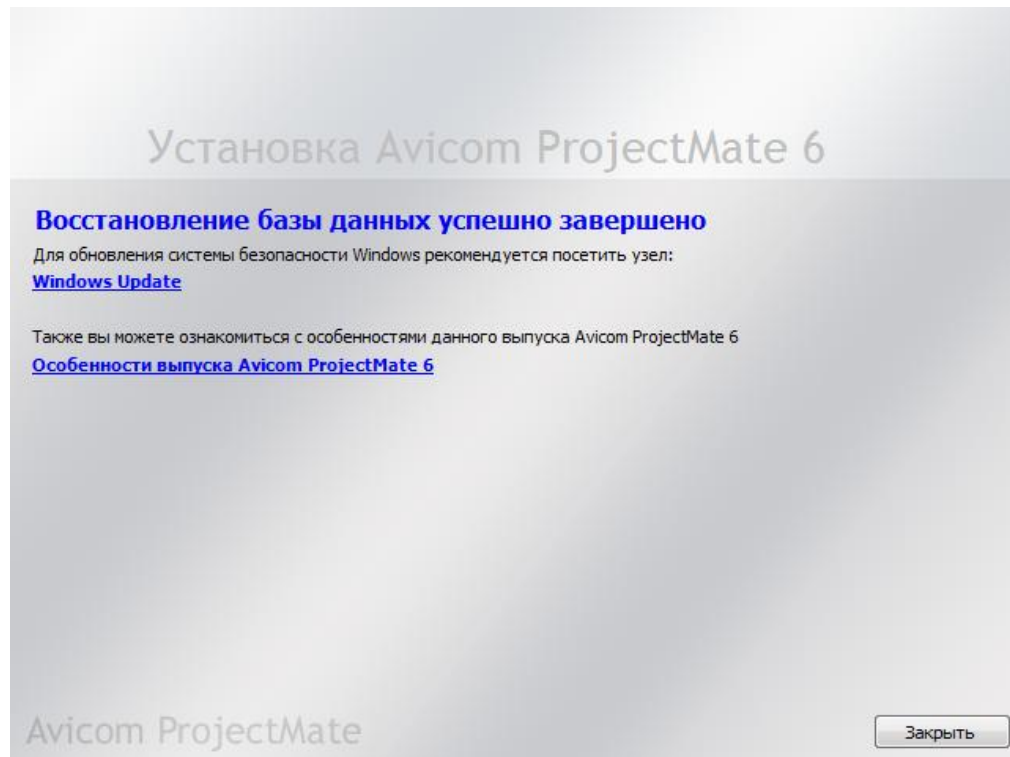 Установка Avicom ProjectMate 6
Восстановление базы данных успешно завершено
Для обновления системы безопасности Windows рекомендуется посетить узел:
Windows Update
Также вы можете ознакомиться с особенностями данного выпуска Avicom ProjectMate 6
Особенности выпуска Avicom ProjectMate 6
Avicom ProjectMate
Закрыть